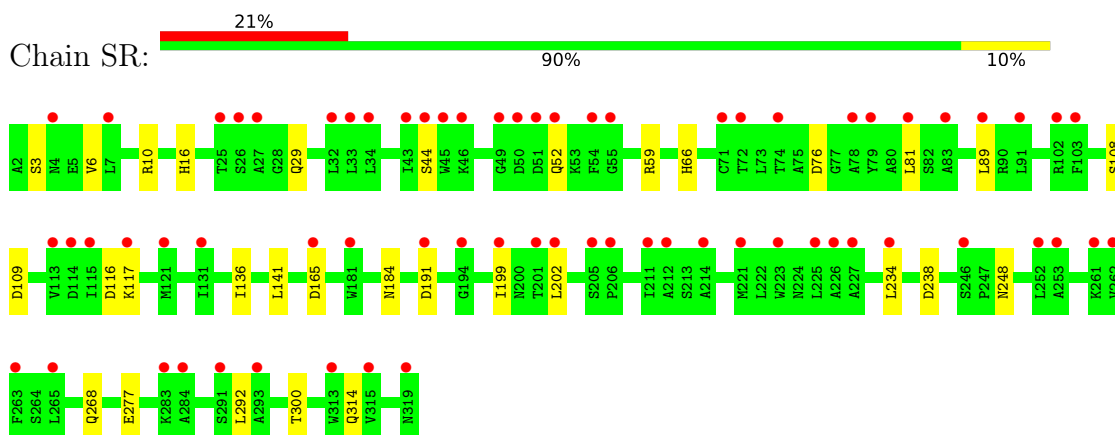 21%
Chain SR:
90% 10%
A2 S3 N4 E5 V6 L7 R10 H16 T25 S26 A27 G28 Q29 L32 L33 L34 I43 S44 W45 K46 G49 D50 D51 Q52 K53 F54 G55 R59 H66 C71 T72 L73 T74 A75 D76 G77 A78 Y79 A80 L81 S82 A83 L89 R90 L91 R102 F103 S108
D109 V113 D114 I115 D116 K117 M121 I131 I136 L141 D165 W181 N184 D191 G194 I199 N200 T201 L202 S205 P206 I211 A212 S213 A214 M221 L222 W223 N224 L225 A226 A227 L234 D238 S246 P247 N248 L252 A253 K261 V262
F263 S264 L265 Q268 E277 K283 A284 S291 L292 A293 T300 W313 Q314 V315 N319